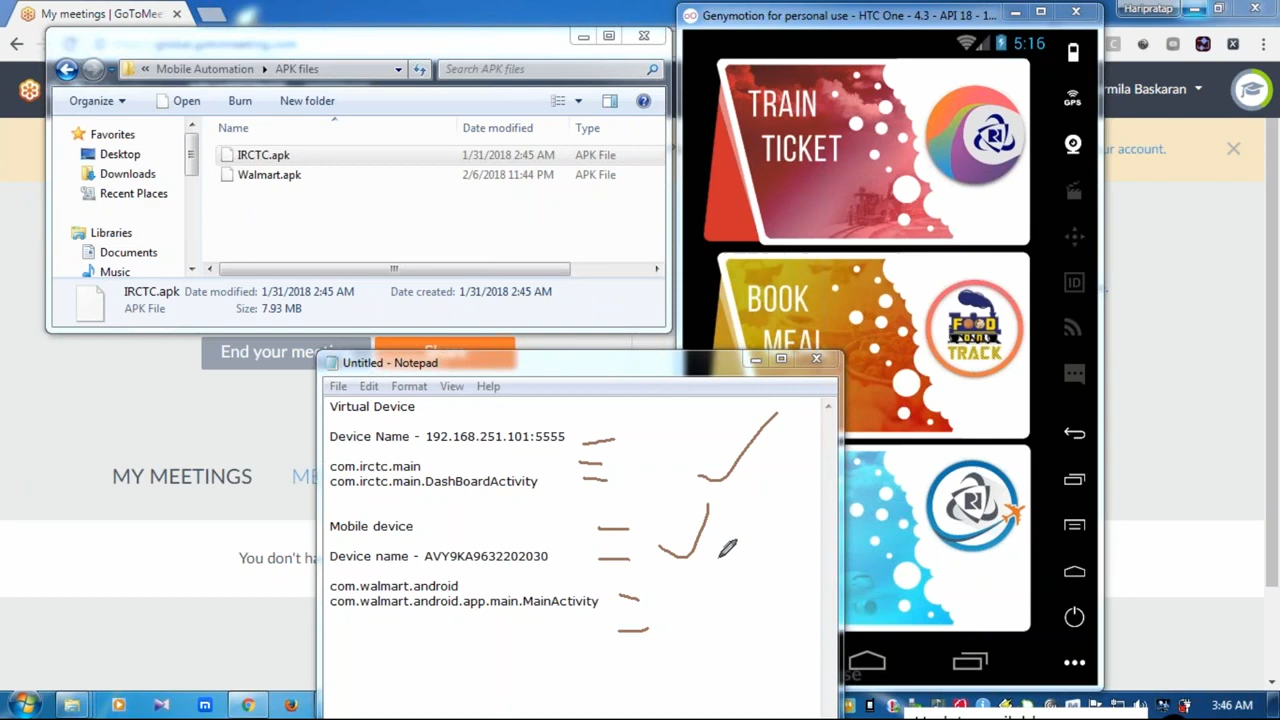 My meetings | GoToMee
Haripratap
Genymotion for personal use - HTC One - 4.3 - API 18 - 1...
Mobile Automation
APK files
Search APK files
Organize
Open
Burn
New folder
Name
Date modified
Type
Favorites
Desktop
Downloads
Recent Places
Libraries
Documents
Music
IRCTC.apk
1/31/2018 2:45 AM
APK File
Walmart.apk
2/6/2018 11:44 PM
APK File
IRCTC.apk Date modified: 1/31/2018 2:45 AM
Date created: 1/31/2018 2:45 AM
APK File
Size: 7.93 MB
5:16
GPS
ID
TRAIN
TICKET
BOOK
MEAL
FOOD
on
TRACK
rmila Baskaran
ur account.
End your mee
MY MEETINGS
ME
You don't ha
Untitled - Notepad
File Edit Format View Help
Virtual Device
Device Name - 192.168.251.101:5555
com.irctc.main
com.irctc.main.DashBoardActivity
Mobile device
Device name - AVY9KA9632202030
com.walmart.android
com.walmart.android.app.main.MainActivity
se
3:46 AM